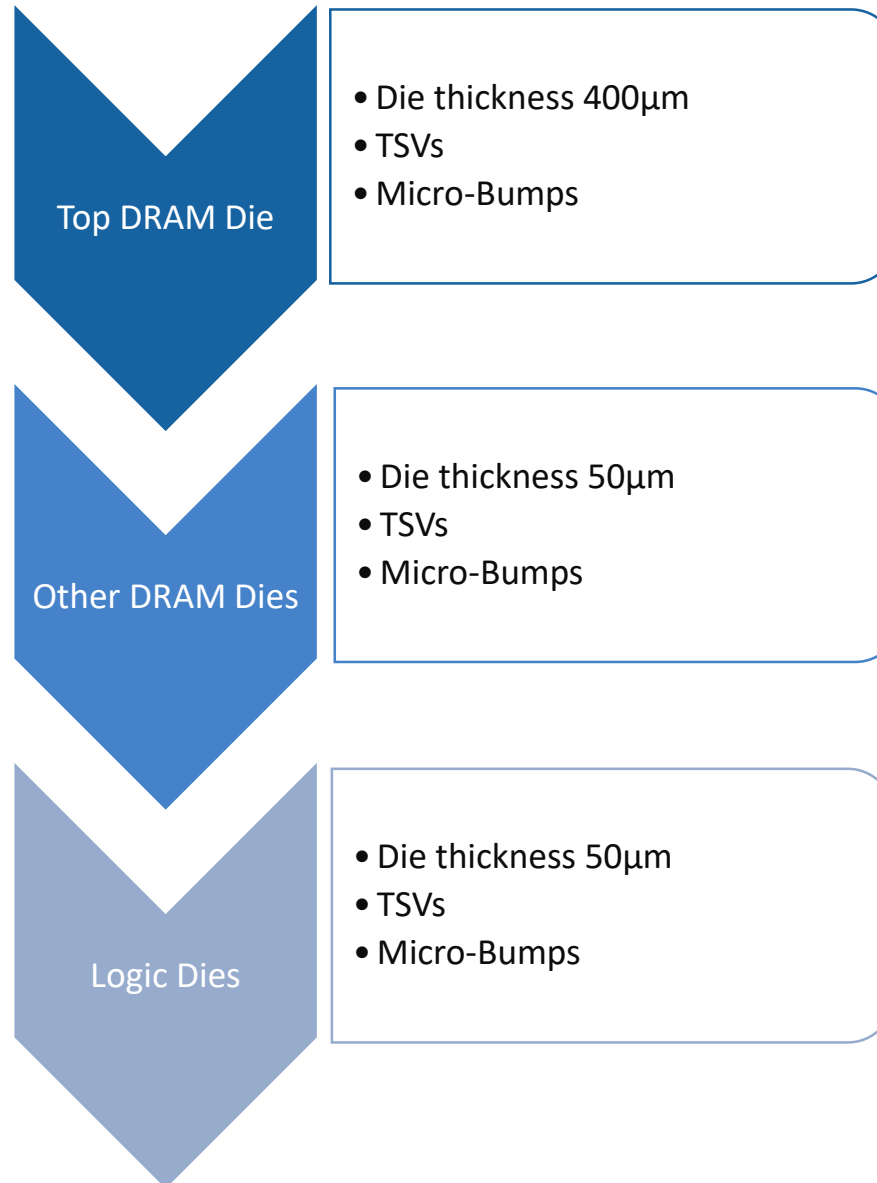 Top DRAM Die
• Die thickness 400µm
• TSVs
• Micro-Bumps
Other DRAM Dies
• Die thickness 50µm
• TSVs
• Micro-Bumps
Logic Dies
• Die thickness 50µm
• TSVs
• Micro-Bumps